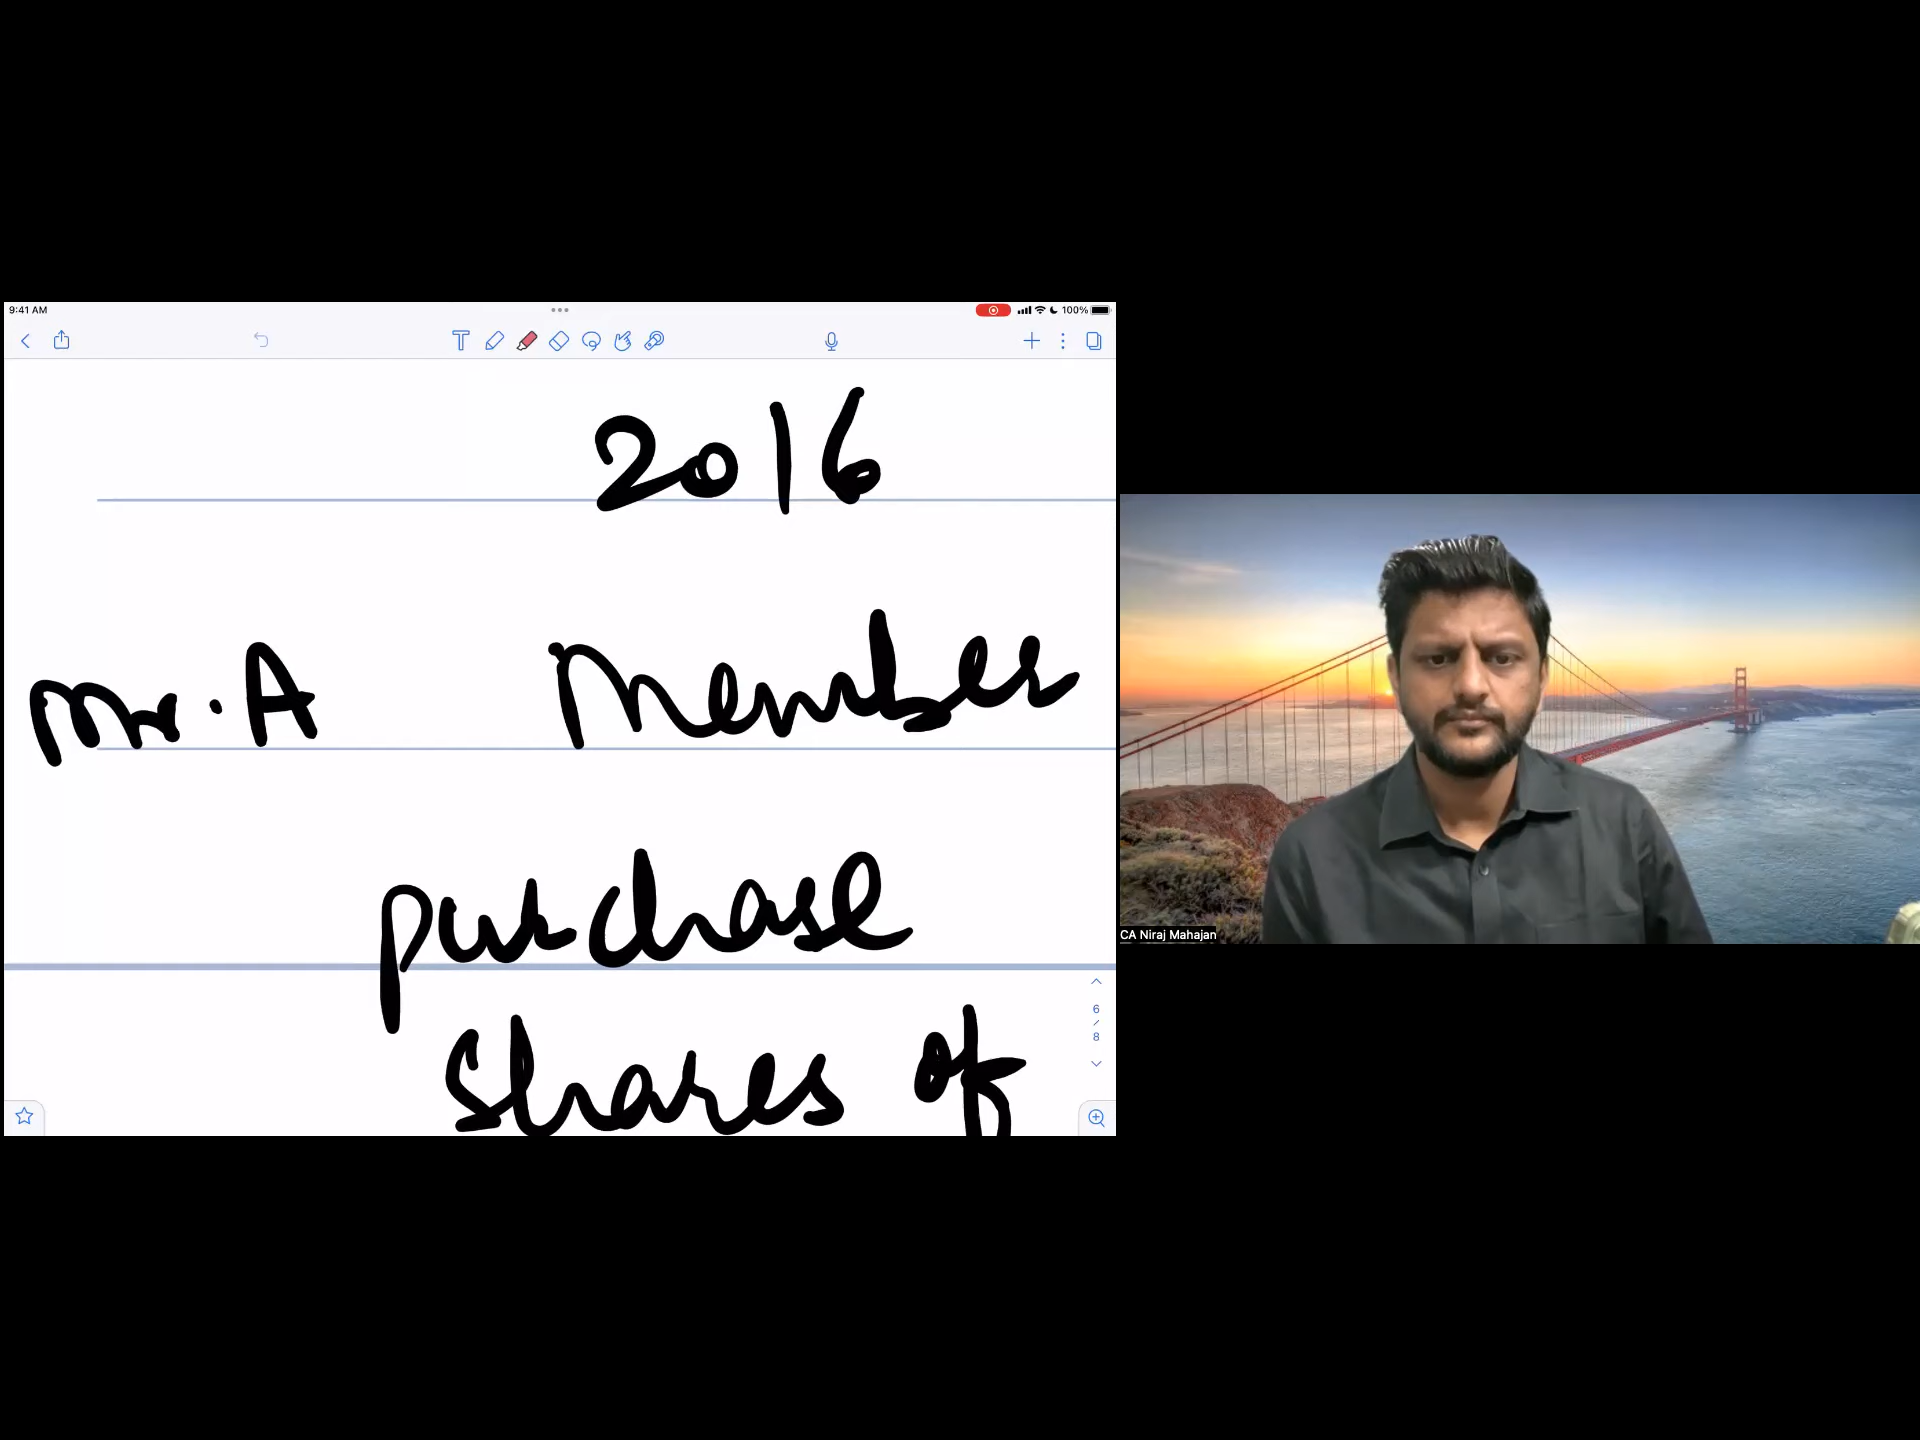 9:41 AM
100%
2016
Mr. A Member
purchase
shares of
6
/
8
CA Niraj Mahajan